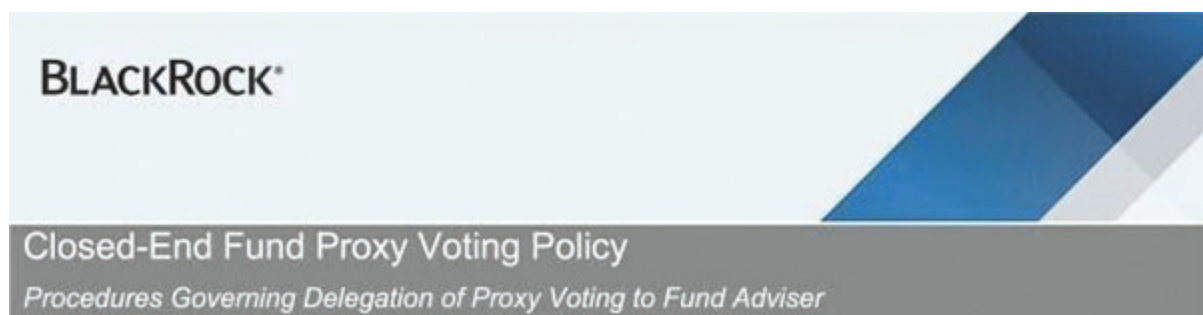 BLACKROCK®
Closed-End Fund Proxy Voting Policy
Procedures Governing Delegation of Proxy Voting to Fund Adviser